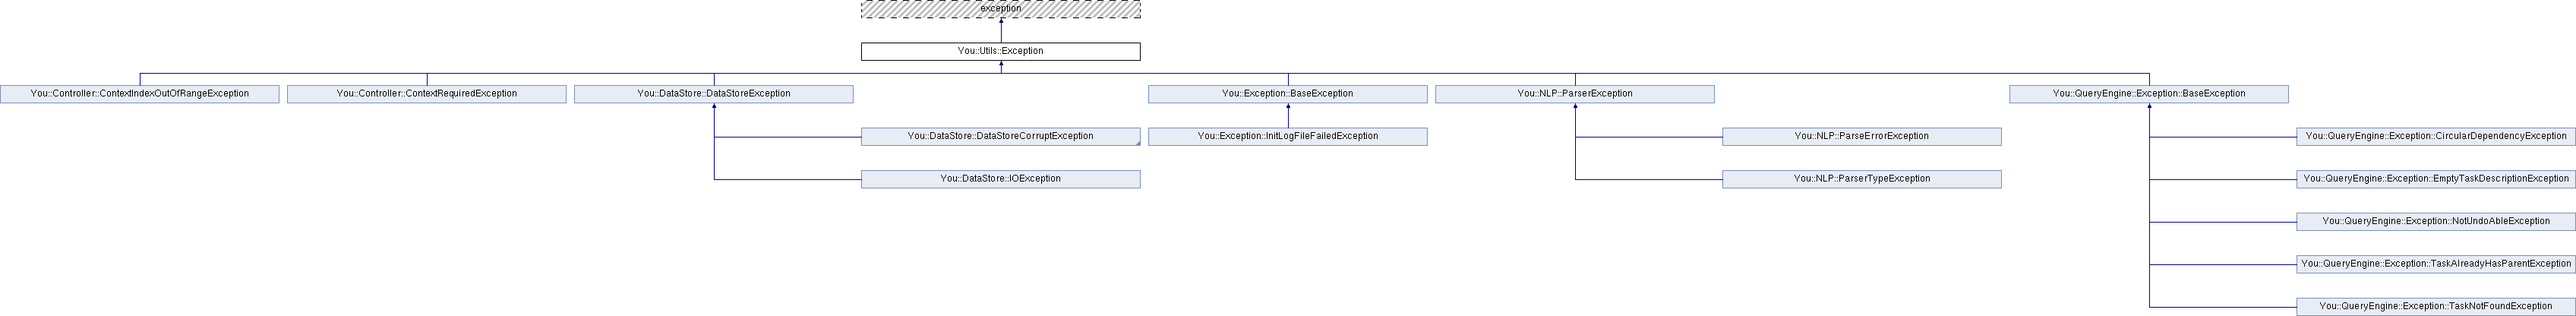 exception
You::Utils::Exception
You::Controller::ContextIndexOutOfRangeException
You::Controller::ContextRequiredException
You::DataStore::DataStoreException
You::Exception::BaseException
You::NLP::ParserException
You::QueryEngine::Exception::BaseException
You::DataStore::DataStoreCorruptException
You::Exception::InitLogFileFailedException
You::NLP::ParseErrorException
You::QueryEngine::Exception::CircularDependencyException
You::DataStore::IOException
You::NLP::ParserTypeException
You::QueryEngine::Exception::EmptyTaskDescriptionException
You::QueryEngine::Exception::NotUndoAbleException
You::QueryEngine::Exception::TaskAlreadyHasParentException
You::QueryEngine::Exception::TaskNotFoundException